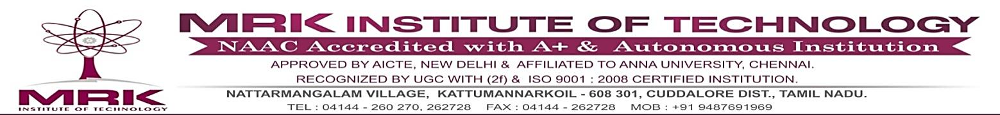 MRK INSTITUTE OF TECHNOLOGY
NAAC Accredited with A+ & Autonomous Institution
APPROVED BY AICTE, NEW DELHI & AFFILIATED TO ANNA UNIVERSITY, CHENNAI.
RECOGNIZED BY UGC WITH (2f) & ISO 9001 : 2008 CERTIFIED INSTITUTION.
NATTARMANGALAM VILLAGE, KATTUMANNARKOIL - 608 301, CUDDALORE DIST., TAMIL NADU.
TEL : 04144 - 260 270, 262728 FAX : 04144 - 262728 MOB : +91 9487691969
MRK
INSTITUTE OF TECHNOLOGY